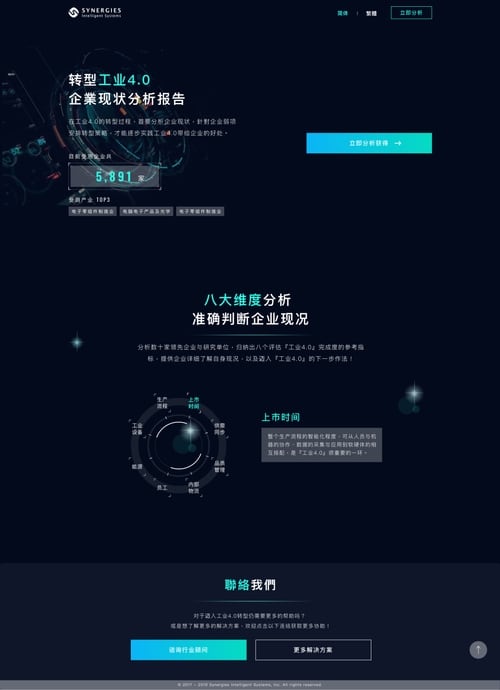 SYNERGIES
Intelligent Systems
简体
繁體
立即分析
转型工业4.0
企業现状分析报告
在工业4.0的转型过程，首要分析企业现状，针對企业弱项
安排转型策略，才能逐步实践工业4.0带给企业的好处。
目前受測企业共
5,891 家
受測产业 TOP3
电子零组件制造业
电脑电子产品及光学
电子零组件制造业
立即分析获得 →
八大维度分析
准确判断企业现况
分析数十家领先企业与研究单位，归纳出八个评估『工业4.0』完成度的参考指
标，提供企业详细了解自身现况，以及迈入『工业4.0』的下一步作法！
生产
流程
上市
时间
工业
设备
供需
同步
能源
品质
管理
员工
内部
物流
上市时间
整个生产流程的智能化程度，可从人员与机
器的协作、数据的采集与应用到软硬体的相
互搭配，是『工业4.0』很重要的一环。
聯絡我們
对于迈入工业4.0转型仍需要更多的帮助吗？
或是想了解更多的解决方案，欢迎点击以下连结获取更多协助！
咨询行业顾问
更多解决方案
© 2017 - 2018 Synergies Intelligent Systems, Inc. All rights reserved.